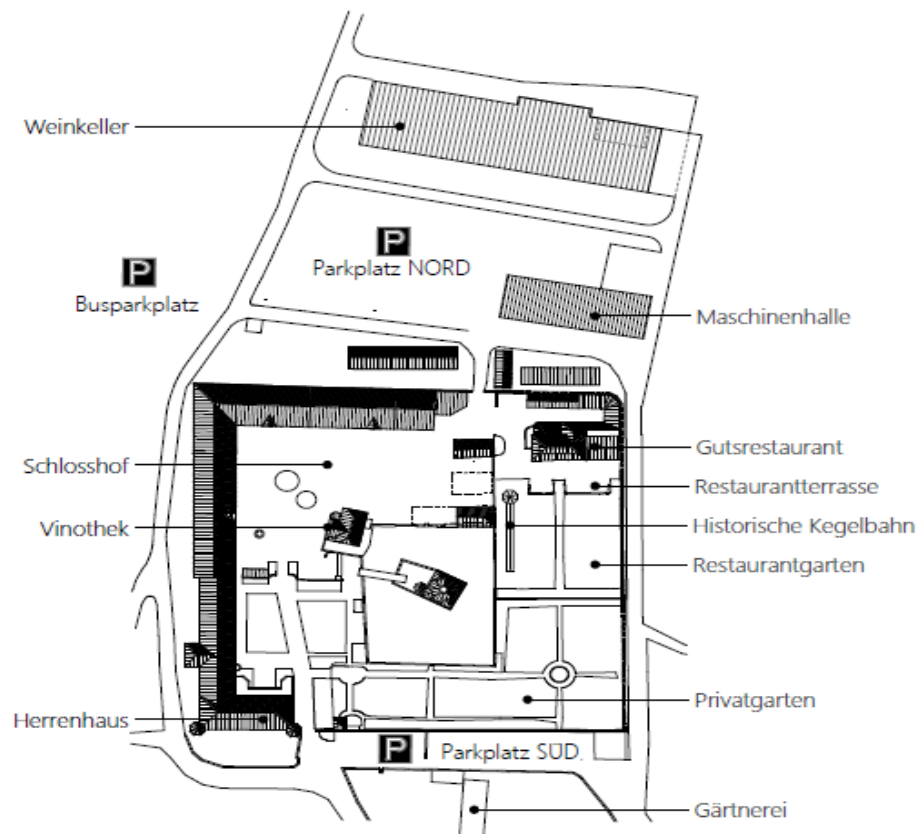 Weinkeller
P
Parkplatz NORD
P
Busparkplatz
Maschinenhalle
Gutsrestaurant
Schlosshof
Restaurantterrasse
Vinothek
Historische Kegelbahn
Restaurantgarten
Privatgarten
Herrenhaus
P
Parkplatz SÜD.
Gärtnerei